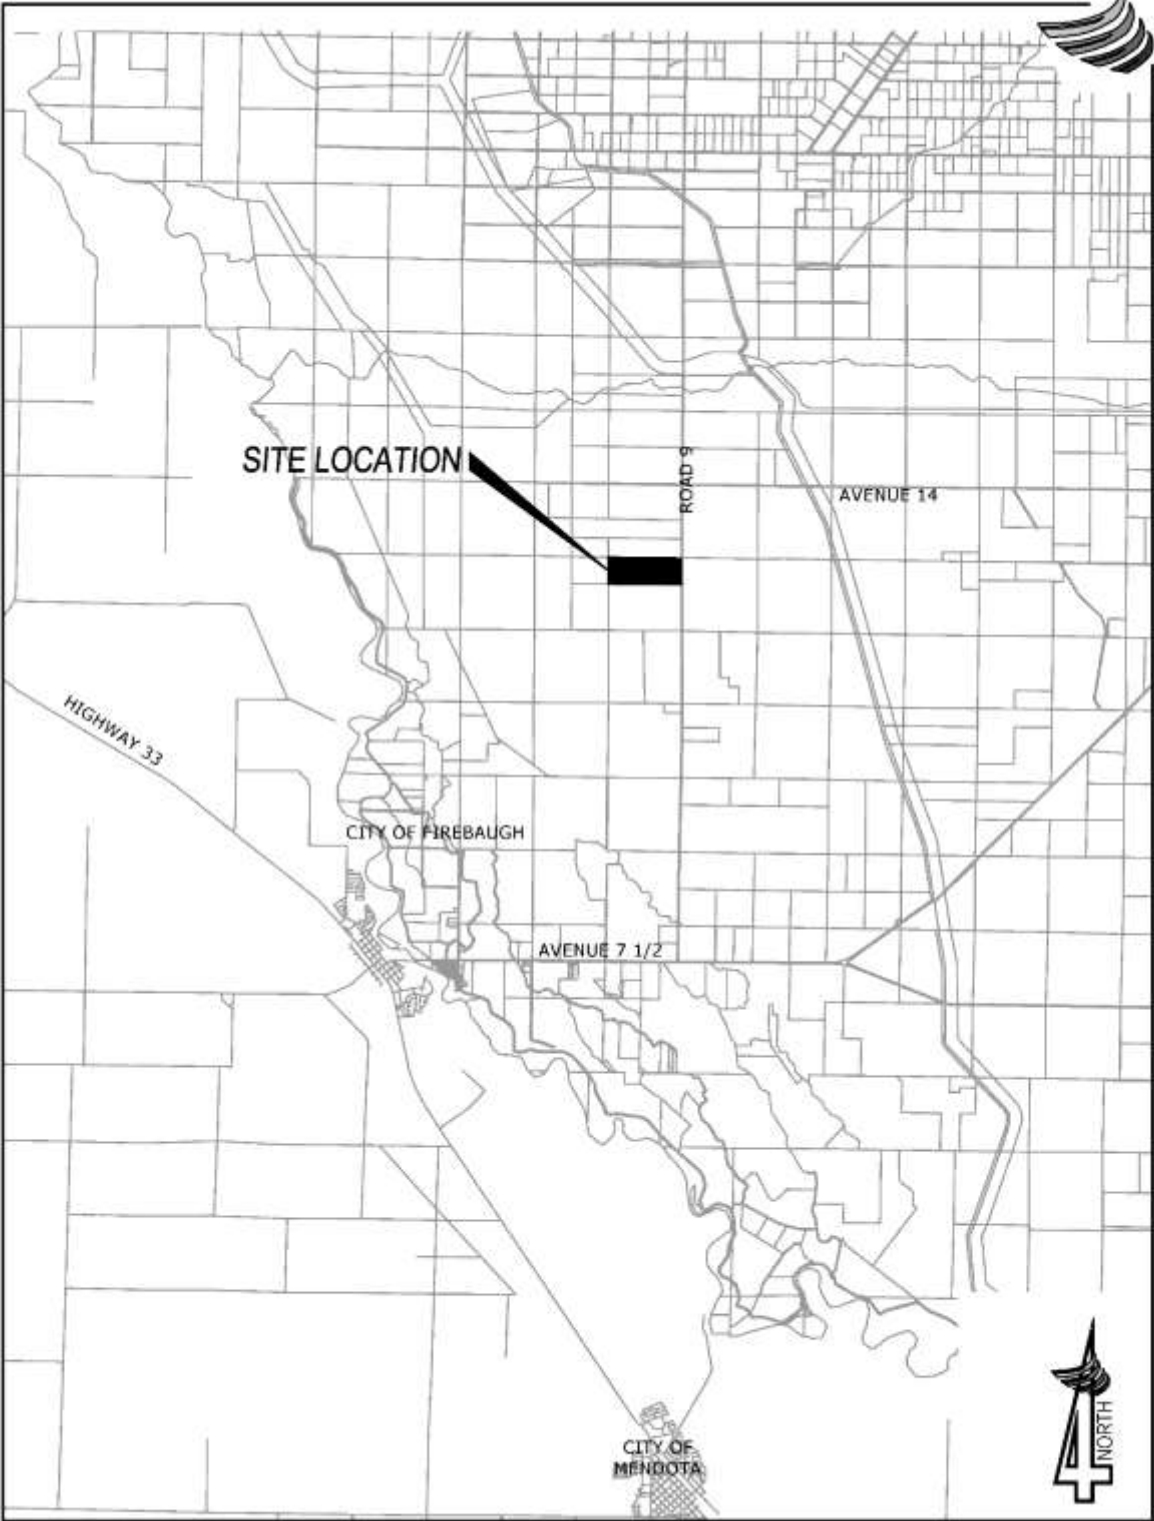 SITE LOCATION
ROAD 9
AVENUE 14
HIGHWAY 33
CITY OF FIREBAUGH
AVENUE 7 1/2
CITY OF
MENDOTA
NORTH